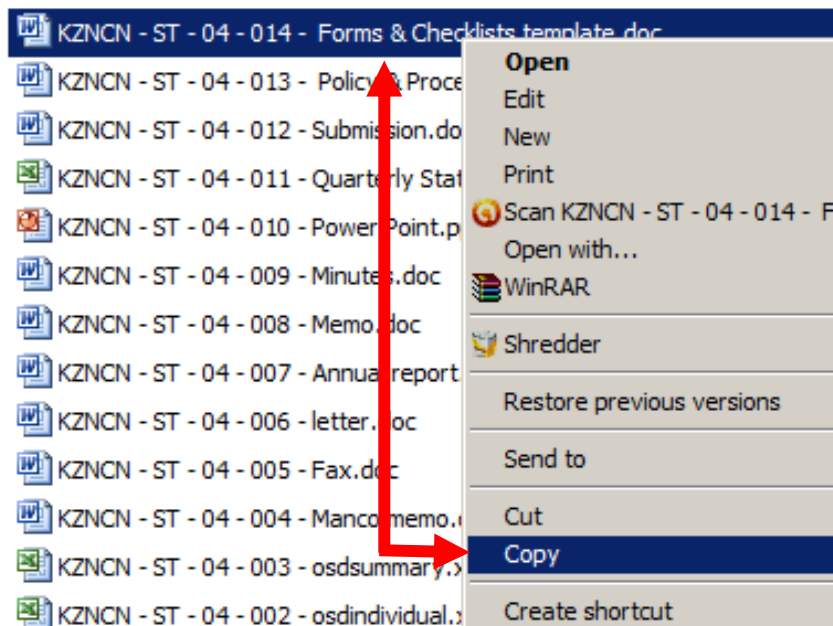 KZNCN - ST - 04 - 014 - Forms & Checklists template.doc
KZNCN - ST - 04 - 013 - Policy & Proce
KZNCN - ST - 04 - 012 - Submission.do
KZNCN - ST - 04 - 011 - Quarterly Stat
KZNCN - ST - 04 - 010 - Power Point.p
KZNCN - ST - 04 - 009 - Minutes.doc
KZNCN - ST - 04 - 008 - Memo.doc
KZNCN - ST - 04 - 007 - Annual report.
KZNCN - ST - 04 - 006 - letter.doc
KZNCN - ST - 04 - 005 - Fax.doc
KZNCN - ST - 04 - 004 - Manco memo.
KZNCN - ST - 04 - 003 - osdsummary.x
KZNCN - ST - 04 - 002 - osdindividual.x
Open
Edit
New
Print
Scan KZNCN - ST - 04 - 014 - F
Open with...
WinRAR
Shredder
Restore previous versions
Send to
Cut
Copy
Create shortcut